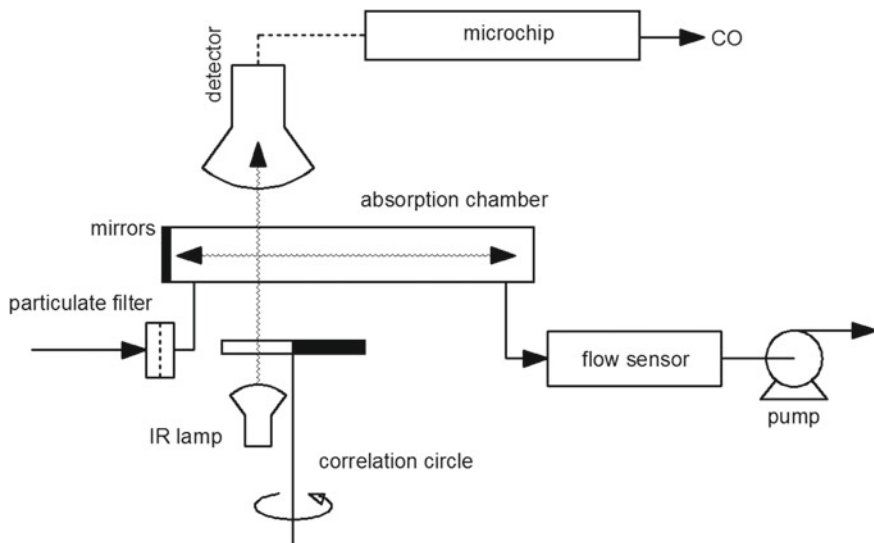 microchip
CO
detector
absorption chamber
mirrors
particulate filter
flow sensor
pump
IR lamp
correlation circle